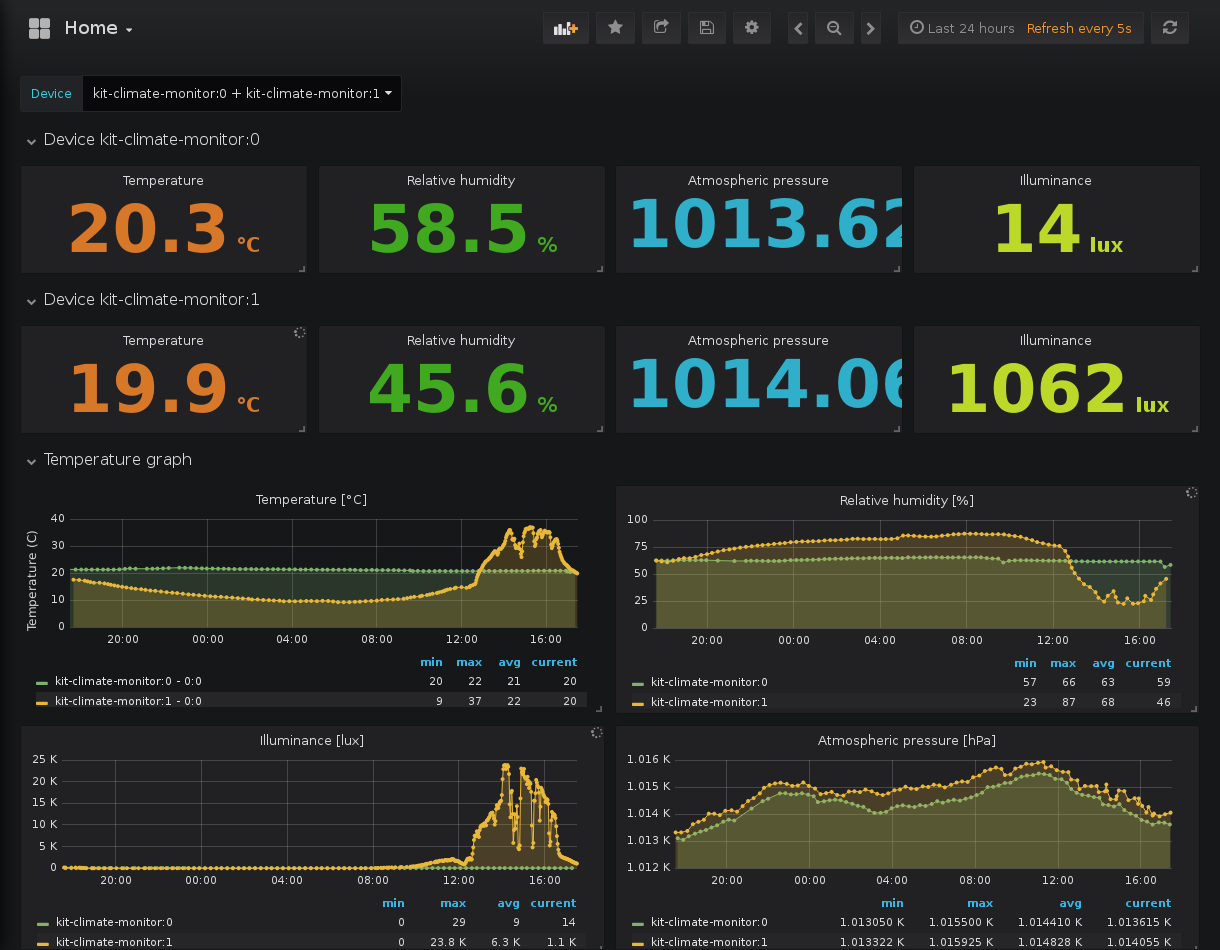 Home
Last 24 hours Refresh every 5s
Device kit-climate-monitor:0 + kit-climate-monitor:1
Device kit-climate-monitor:0
Temperature
20.3 °C
Relative humidity
58.5 %
Atmospheric pressure
1013.62
Illuminance
14 lux
Device kit-climate-monitor:1
Temperature
19.9 °C
Relative humidity
45.6 %
Atmospheric pressure
1014.06
Illuminance
1062 lux
Temperature graph
Temperature [°C]
Temperature (C)
40
30
20
10
0
20:00 00:00 04:00 08:00 12:00 16:00
min max avg current
kit-climate-monitor:0 - 0:0 20 22 21 20
kit-climate-monitor:1 - 0:0 9 37 22 20
Relative humidity [%]
100
75
50
25
0
20:00 00:00 04:00 08:00 12:00 16:00
min max avg current
kit-climate-monitor:0 57 66 63 59
kit-climate-monitor:1 23 87 68 46
Illuminance [lux]
25 K
20 K
15 K
10 K
5 K
0
20:00 00:00 04:00 08:00 12:00 16:00
min max avg current
kit-climate-monitor:0 0 29 9 14
kit-climate-monitor:1 0 23.8 K 6.3 K 1.1 K
Atmospheric pressure [hPa]
1.016 K
1.015 K
1.014 K
1.013 K
1.012 K
20:00 00:00 04:00 08:00 12:00 16:00
min max avg current
kit-climate-monitor:0 1.013050 K 1.015500 K 1.014410 K 1.013615 K
kit-climate-monitor:1 1.013322 K 1.015925 K 1.014828 K 1.014055 K